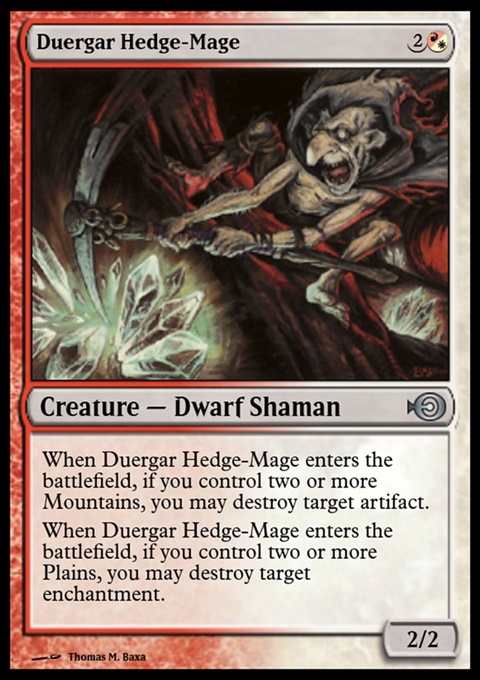 Duergar Hedge-Mage 2
Creature — Dwarf Shaman
When Duergar Hedge-Mage enters the
battlefield, if you control two or more
Mountains, you may destroy target artifact.
When Duergar Hedge-Mage enters the
battlefield, if you control two or more
Plains, you may destroy target
enchantment.
2/2
Thomas M. Baxa